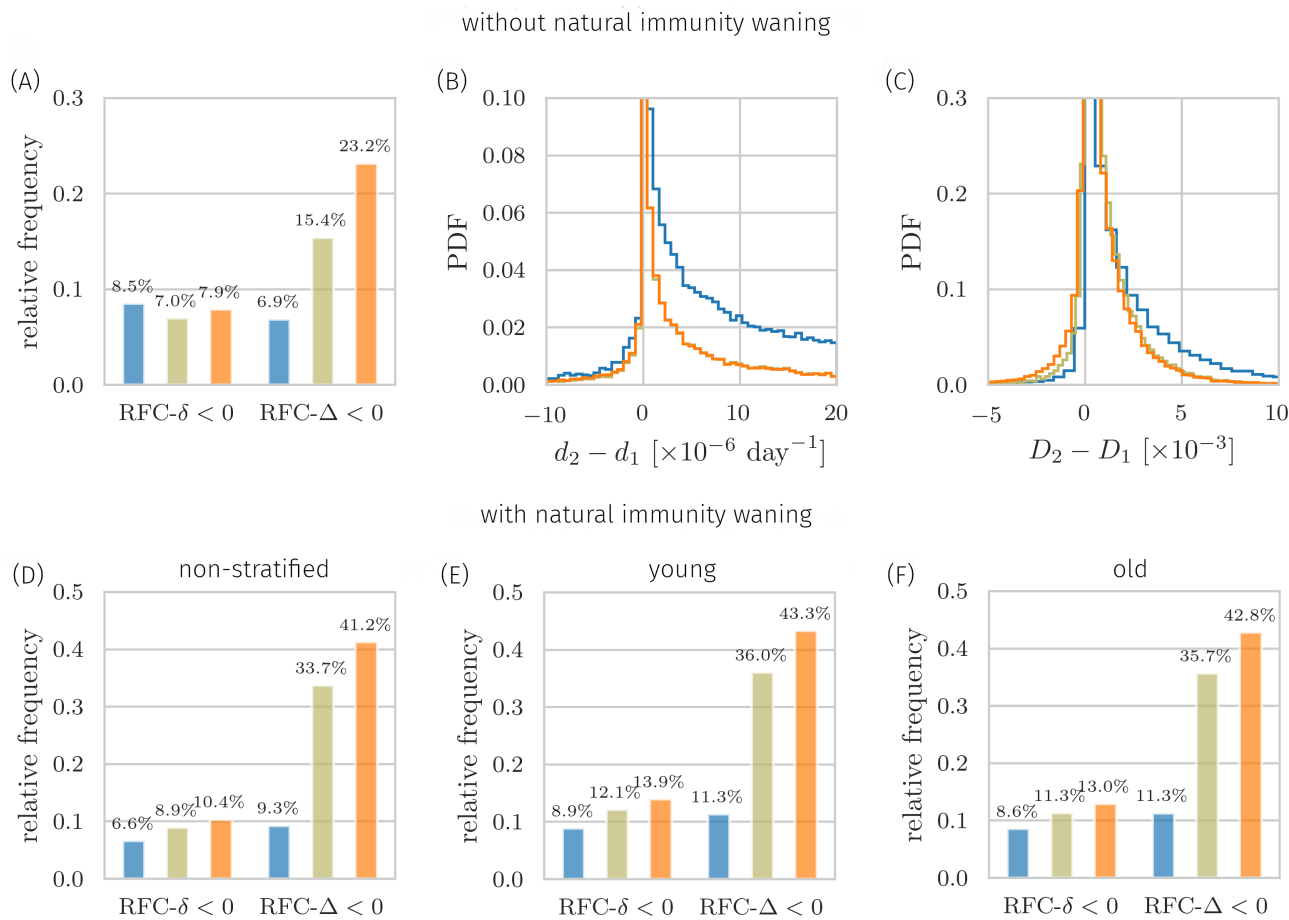 without natural immunity waning
(A)
0.3
0.2
0.1
0.0
relative frequency
8.5%
7.0%
7.9%
6.9%
15.4%
23.2%
RFC-δ < 0
RFC-Δ < 0
(B)
0.10
0.08
0.06
0.04
0.02
0.00
PDF
−10
0
10
20
d₂ − d₁ [×10⁻⁶ day⁻¹]
(C)
0.3
0.2
0.1
0.0
PDF
−5
0
5
10
D₂ − D₁ [×10⁻³]
with natural immunity waning
(D)
non-stratified
0.5
0.4
0.3
0.2
0.1
0.0
relative frequency
6.6%
8.9%
10.4%
9.3%
33.7%
41.2%
RFC-δ < 0
RFC-Δ < 0
(E)
young
0.5
0.4
0.3
0.2
0.1
0.0
relative frequency
8.9%
12.1%
13.9%
11.3%
36.0%
43.3%
RFC-δ < 0
RFC-Δ < 0
(F)
old
0.5
0.4
0.3
0.2
0.1
0.0
relative frequency
8.6%
11.3%
13.0%
11.3%
35.7%
42.8%
RFC-δ < 0
RFC-Δ < 0